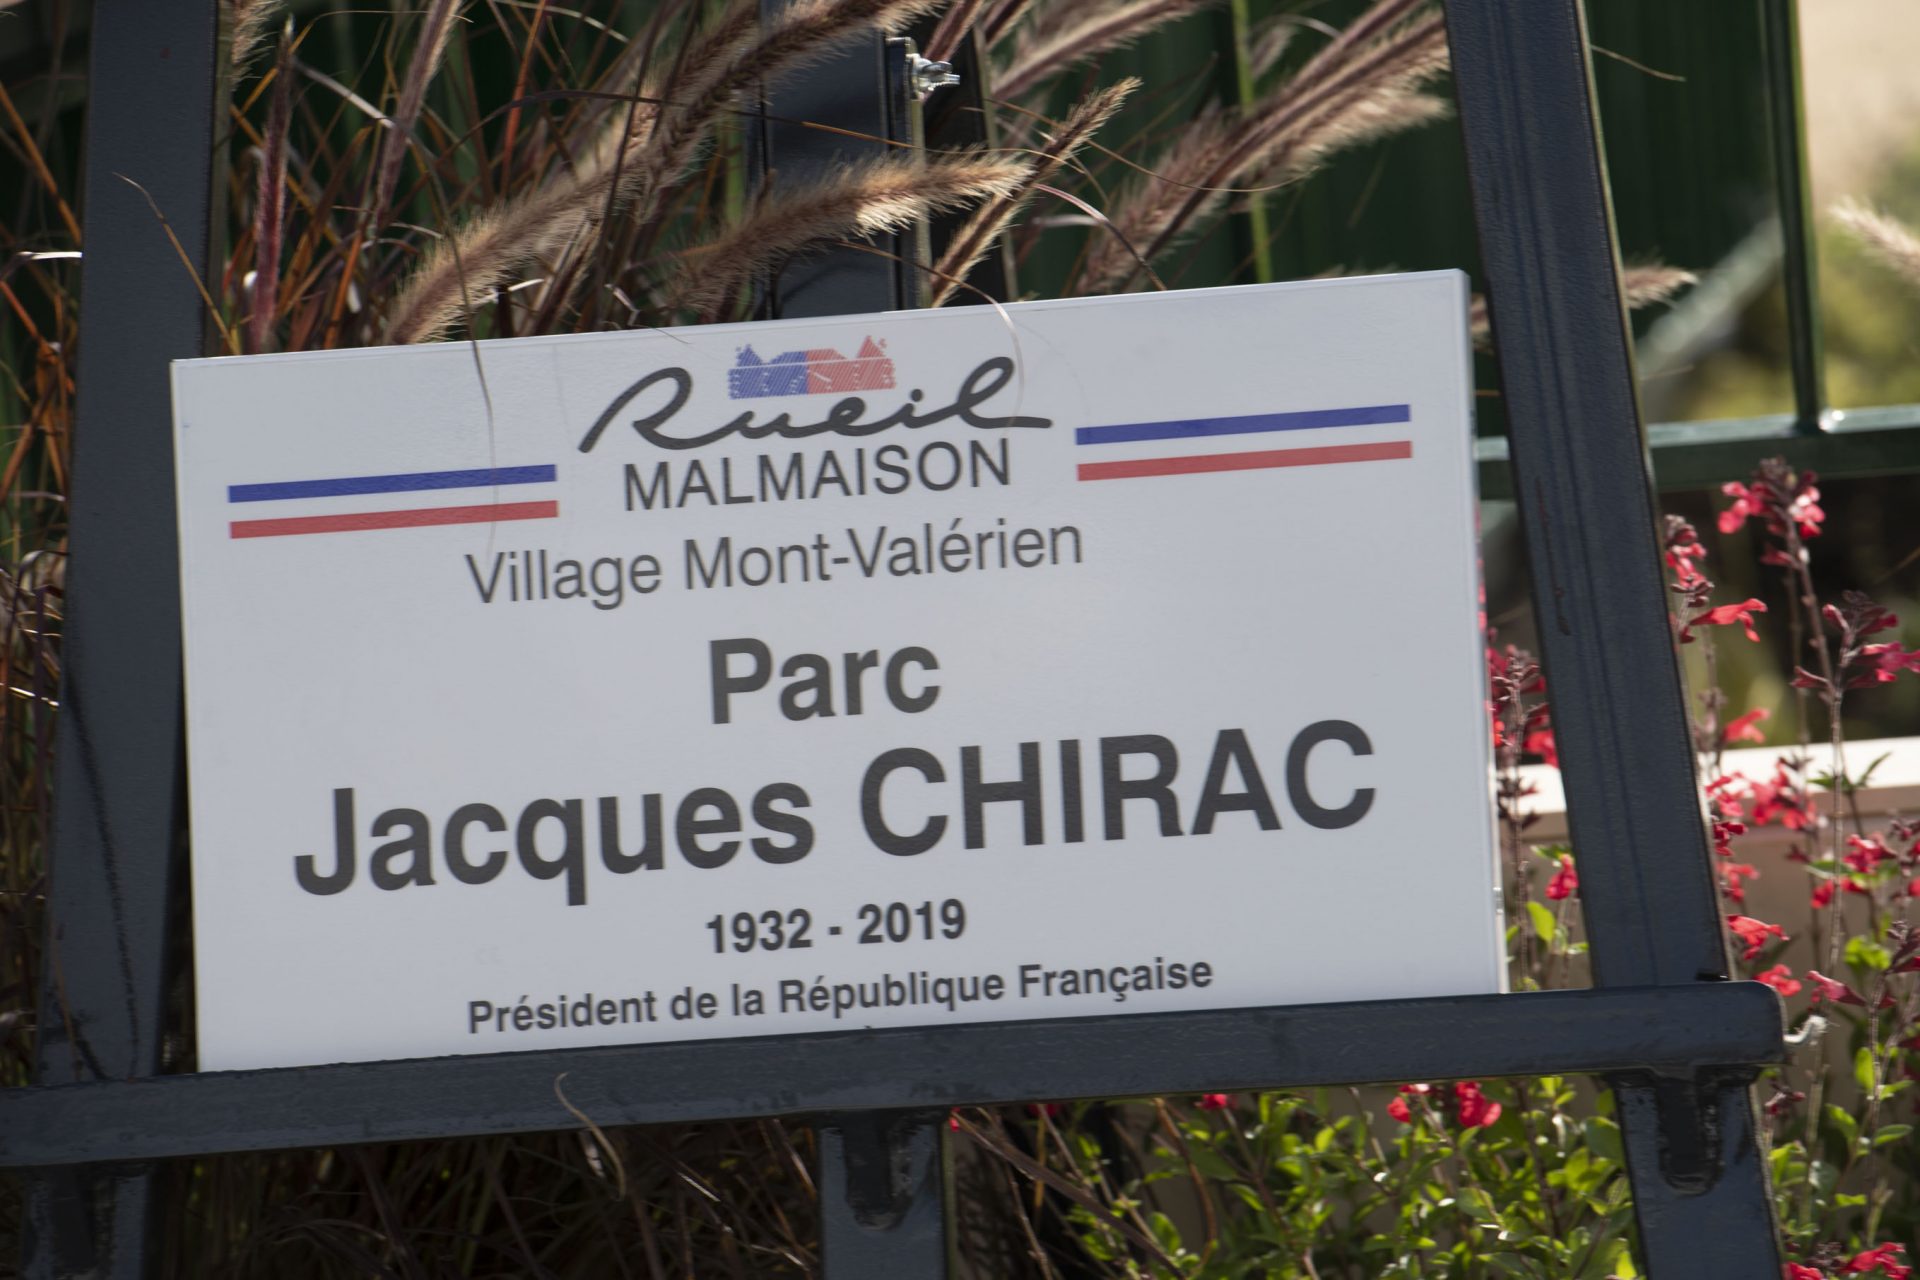 Rueil
MALMAISON
Village Mont-Valérien
Parc
Jacques CHIRAC
1932 - 2019
Président de la République Française